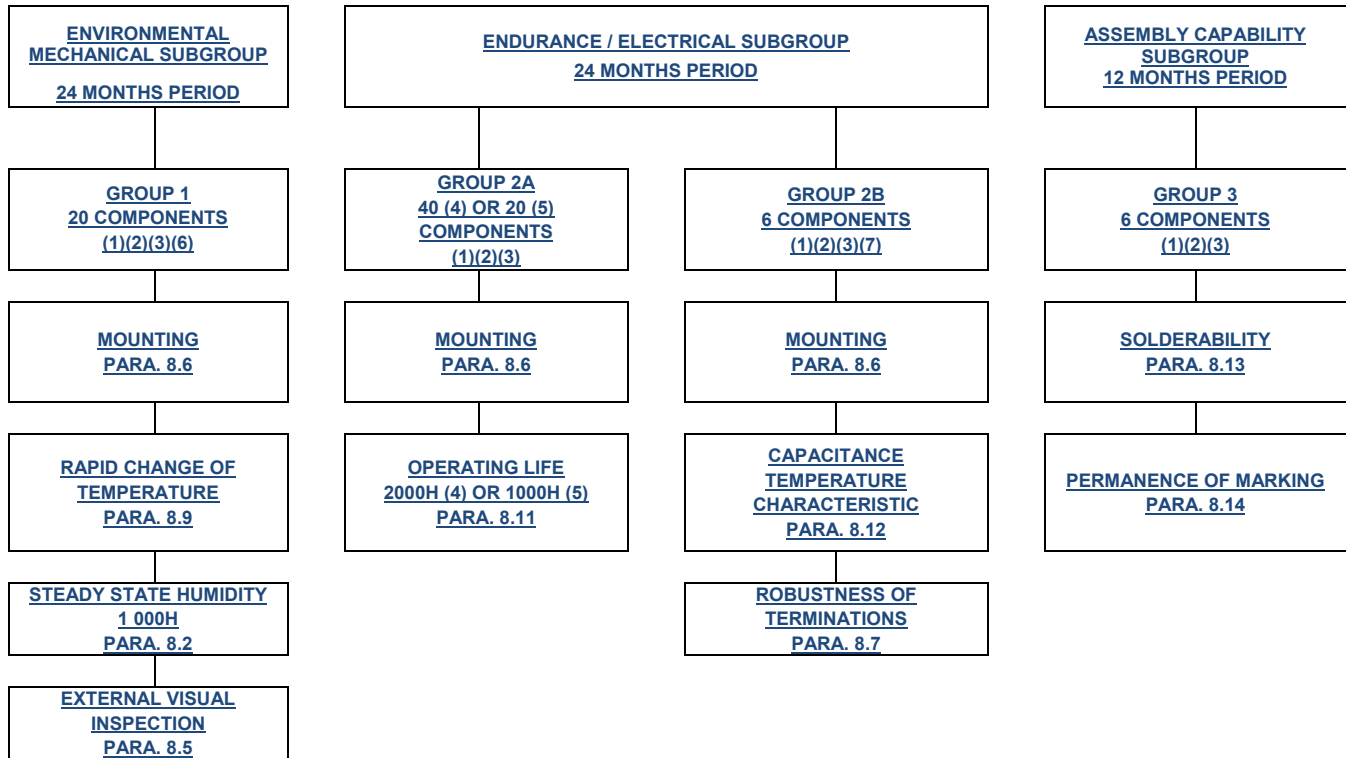 ENVIRONMENTAL
MECHANICAL SUBGROUP
24 MONTHS PERIOD
ENDURANCE / ELECTRICAL SUBGROUP
24 MONTHS PERIOD
ASSEMBLY CAPABILITY
SUBGROUP
12 MONTHS PERIOD
GROUP 1
20 COMPONENTS
(1)(2)(3)(6)
GROUP 2A
40 (4) OR 20 (5)
COMPONENTS
(1)(2)(3)
GROUP 2B
6 COMPONENTS
(1)(2)(3)(7)
GROUP 3
6 COMPONENTS
(1)(2)(3)
MOUNTING
PARA. 8.6
MOUNTING
PARA. 8.6
MOUNTING
PARA. 8.6
SOLDERABILITY
PARA. 8.13
RAPID CHANGE OF
TEMPERATURE
PARA. 8.9
OPERATING LIFE
2000H (4) OR 1000H (5)
PARA. 8.11
CAPACITANCE
TEMPERATURE
CHARACTERISTIC
PARA. 8.12
PERMANENCE OF MARKING
PARA. 8.14
STEADY STATE HUMIDITY
1 000H
PARA. 8.2
ROBUSTNESS OF
TERMINATIONS
PARA. 8.7
EXTERNAL VISUAL
INSPECTION
PARA. 8.5